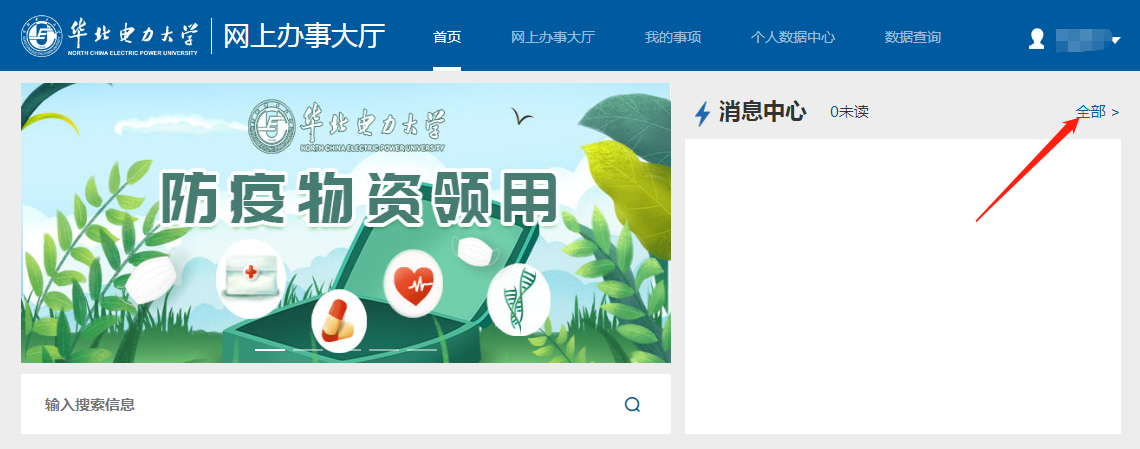 华北电力大学
NORTH CHINA ELECTRIC POWER UNIVERSITY
网上办事大厅
首页
网上办事大厅
我的事项
个人数据中心
数据查询
华北电力大学
NORTH CHINA ELECTRIC POWER UNIVERSITY
防疫物资领用
消息中心
0未读
全部 >
输入搜索信息